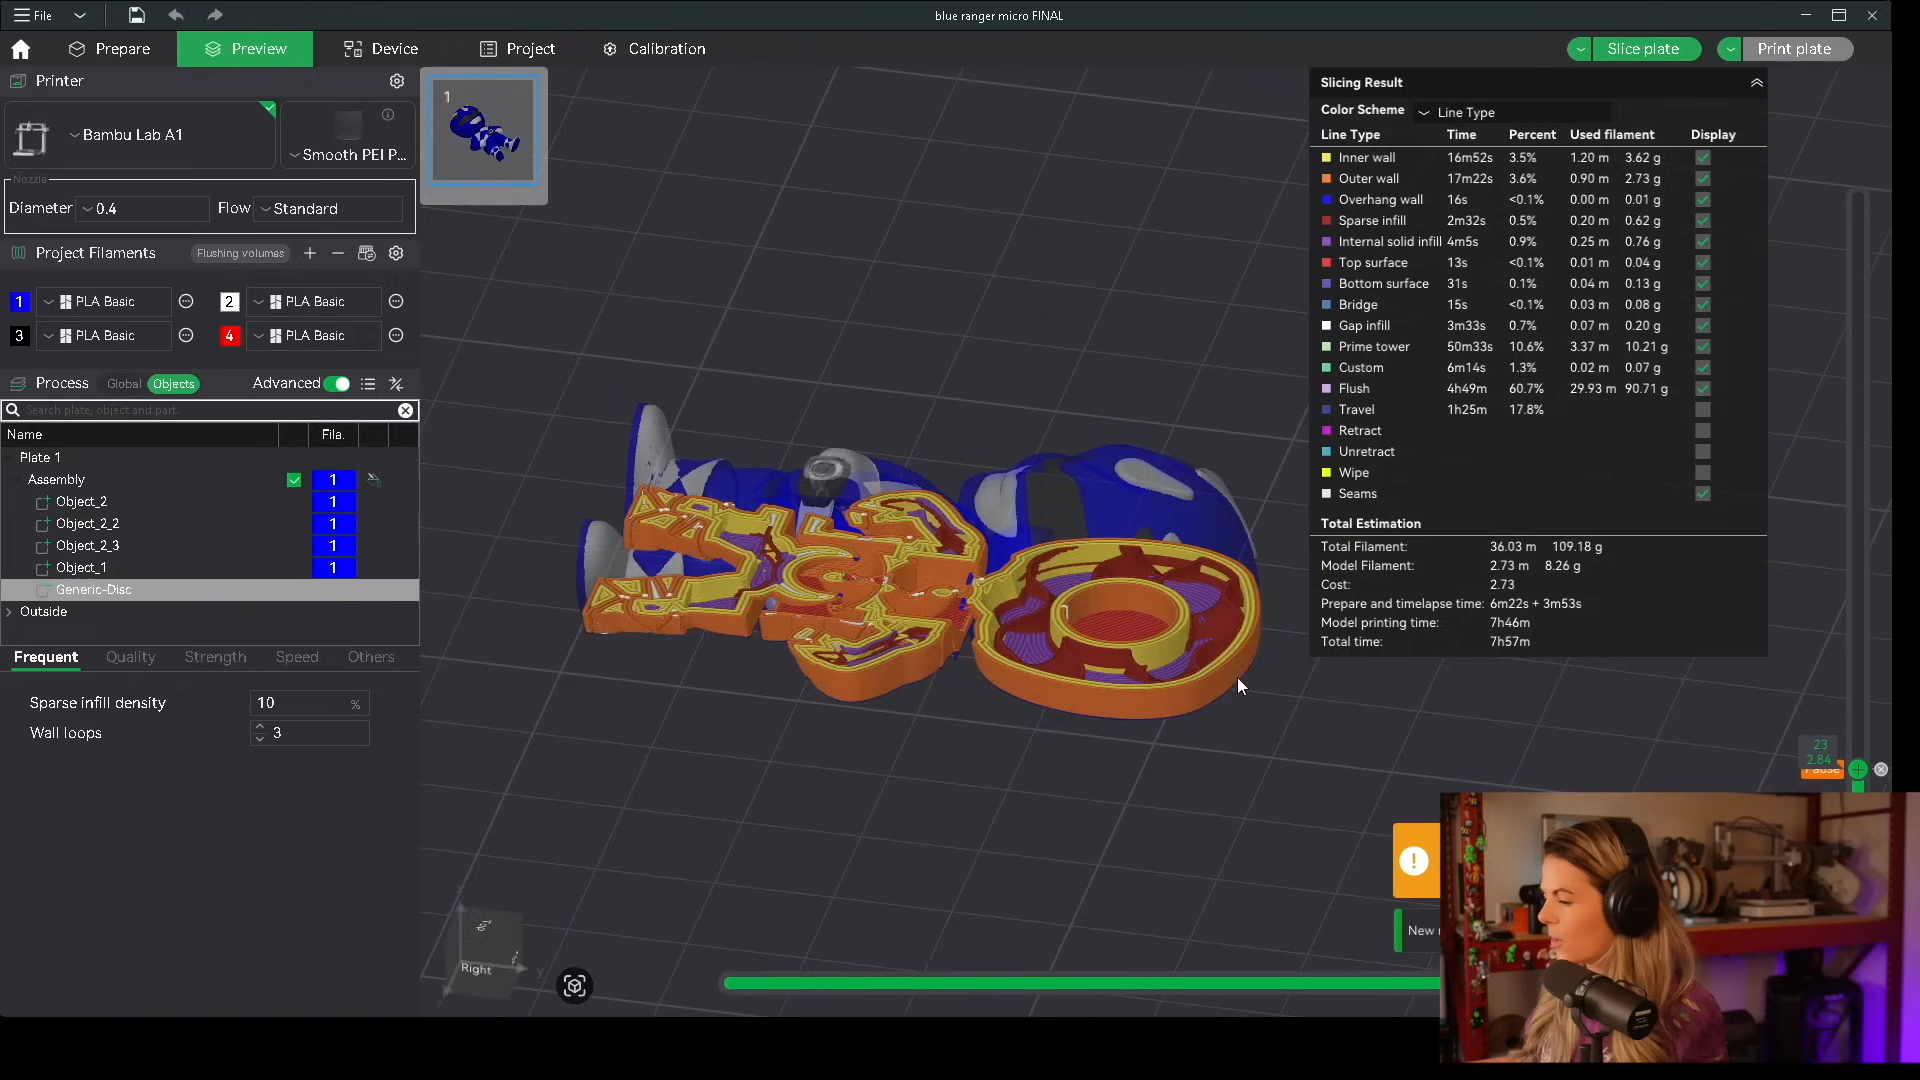 File
blue ranger micro FINAL
Prepare
Preview
Device
Project
Calibration
Slice plate
Print plate
Printer
Bambu Lab A1
Smooth PEI P...
Nozzle
Diameter
0.4
Flow
Standard
Project Filaments
Flushing volumes
1 PLA Basic
2 PLA Basic
3 PLA Basic
4 PLA Basic
Process
Global
Objects
Advanced
Search plate, object and part.
Name
Fila.
Plate 1
Assembly 1
Object_2 1
Object_2_2 1
Object_2_3 1
Object_1 1
Generic-Disc
Outside
Frequent
Quality
Strength
Speed
Others
Sparse infill density 10 %
Wall loops 3
1
Slicing Result
Color Scheme Line Type
Line Type Time Percent Used filament Display
Inner wall 16m52s 3.5% 1.20 m 3.62 g
Outer wall 17m22s 3.6% 0.90 m 2.73 g
Overhang wall 16s <0.1% 0.00 m 0.01 g
Sparse infill 2m32s 0.5% 0.20 m 0.62 g
Internal solid infill 4m5s 0.9% 0.25 m 0.76 g
Top surface 13s <0.1% 0.01 m 0.04 g
Bottom surface 31s 0.1% 0.04 m 0.13 g
Bridge 15s <0.1% 0.03 m 0.08 g
Gap infill 3m33s 0.7% 0.07 m 0.20 g
Prime tower 50m33s 10.6% 3.37 m 10.21 g
Custom 6m14s 1.3% 0.02 m 0.07 g
Flush 4h49m 60.7% 29.93 m 90.71 g
Travel 1h25m 17.8%
Retract
Unretract
Wipe
Seams
Total Estimation
Total Filament: 36.03 m 109.18 g
Model Filament: 2.73 m 8.26 g
Cost: 2.73
Prepare and timelapse time: 6m22s + 3m53s
Model printing time: 7h46m
Total time: 7h57m
23
2.84
Pause
New
Right